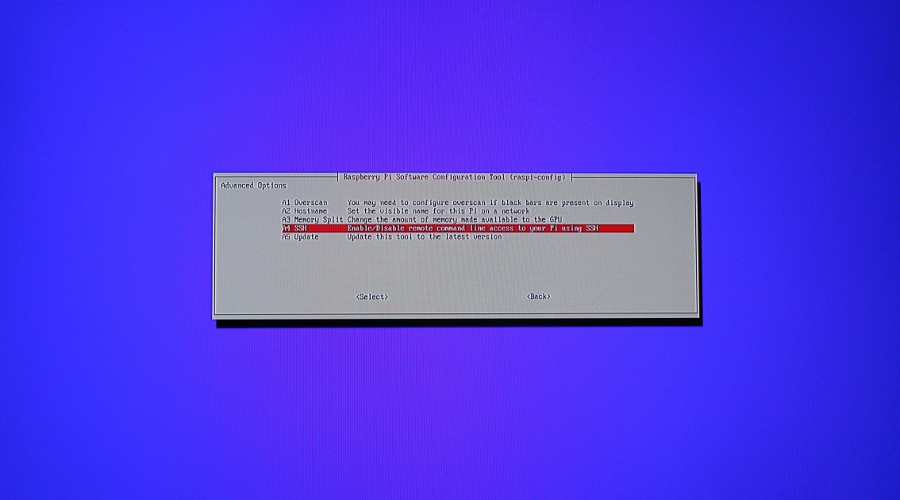 Raspberry Pi Software Configuration Tool (raspi-config)
Advanced Options
A1 Overscan You may need to configure overscan if black bars are present on display
A2 Hostname Set the visible name for this Pi on a network
A3 Memory Split Change the amount of memory made available to the GPU
A4 SSH Enable/Disable remote command line access to your Pi using SSH
A5 Update Update this tool to the latest version
<Select> <Back>